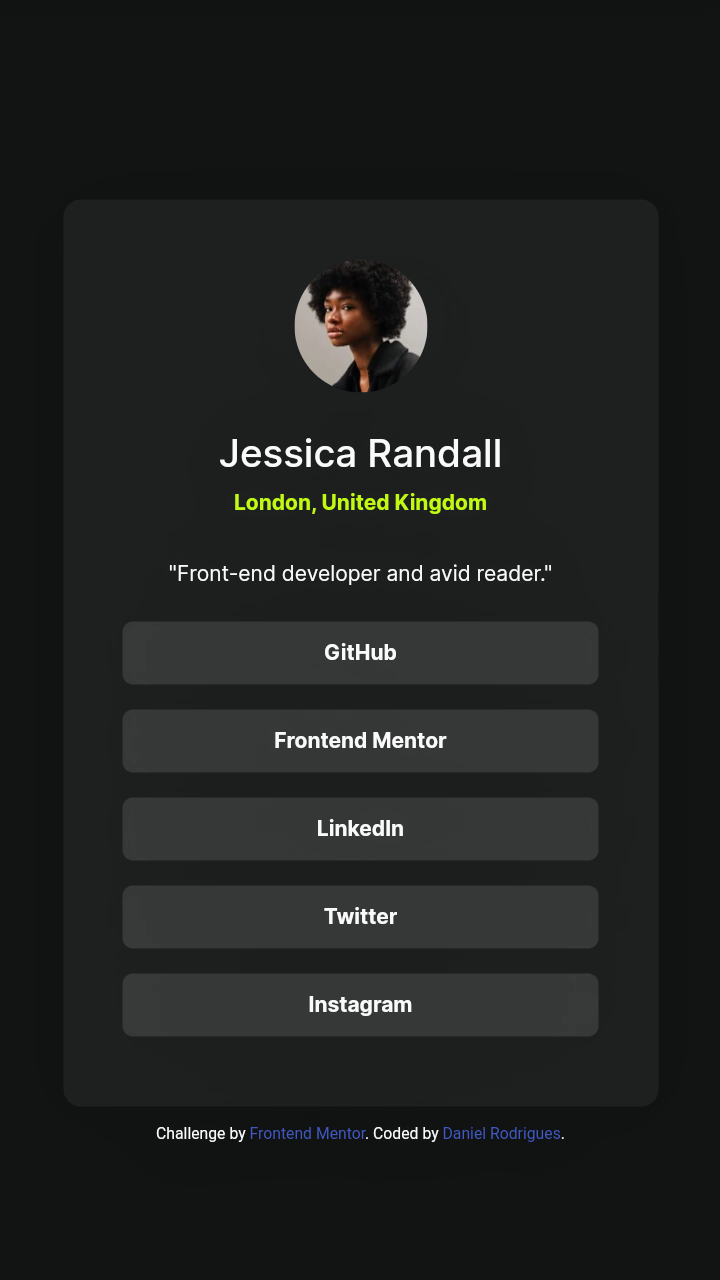 Jessica Randall
London, United Kingdom
"Front-end developer and avid reader."
GitHub
Frontend Mentor
LinkedIn
Twitter
Instagram
Challenge by Frontend Mentor. Coded by Daniel Rodrigues.